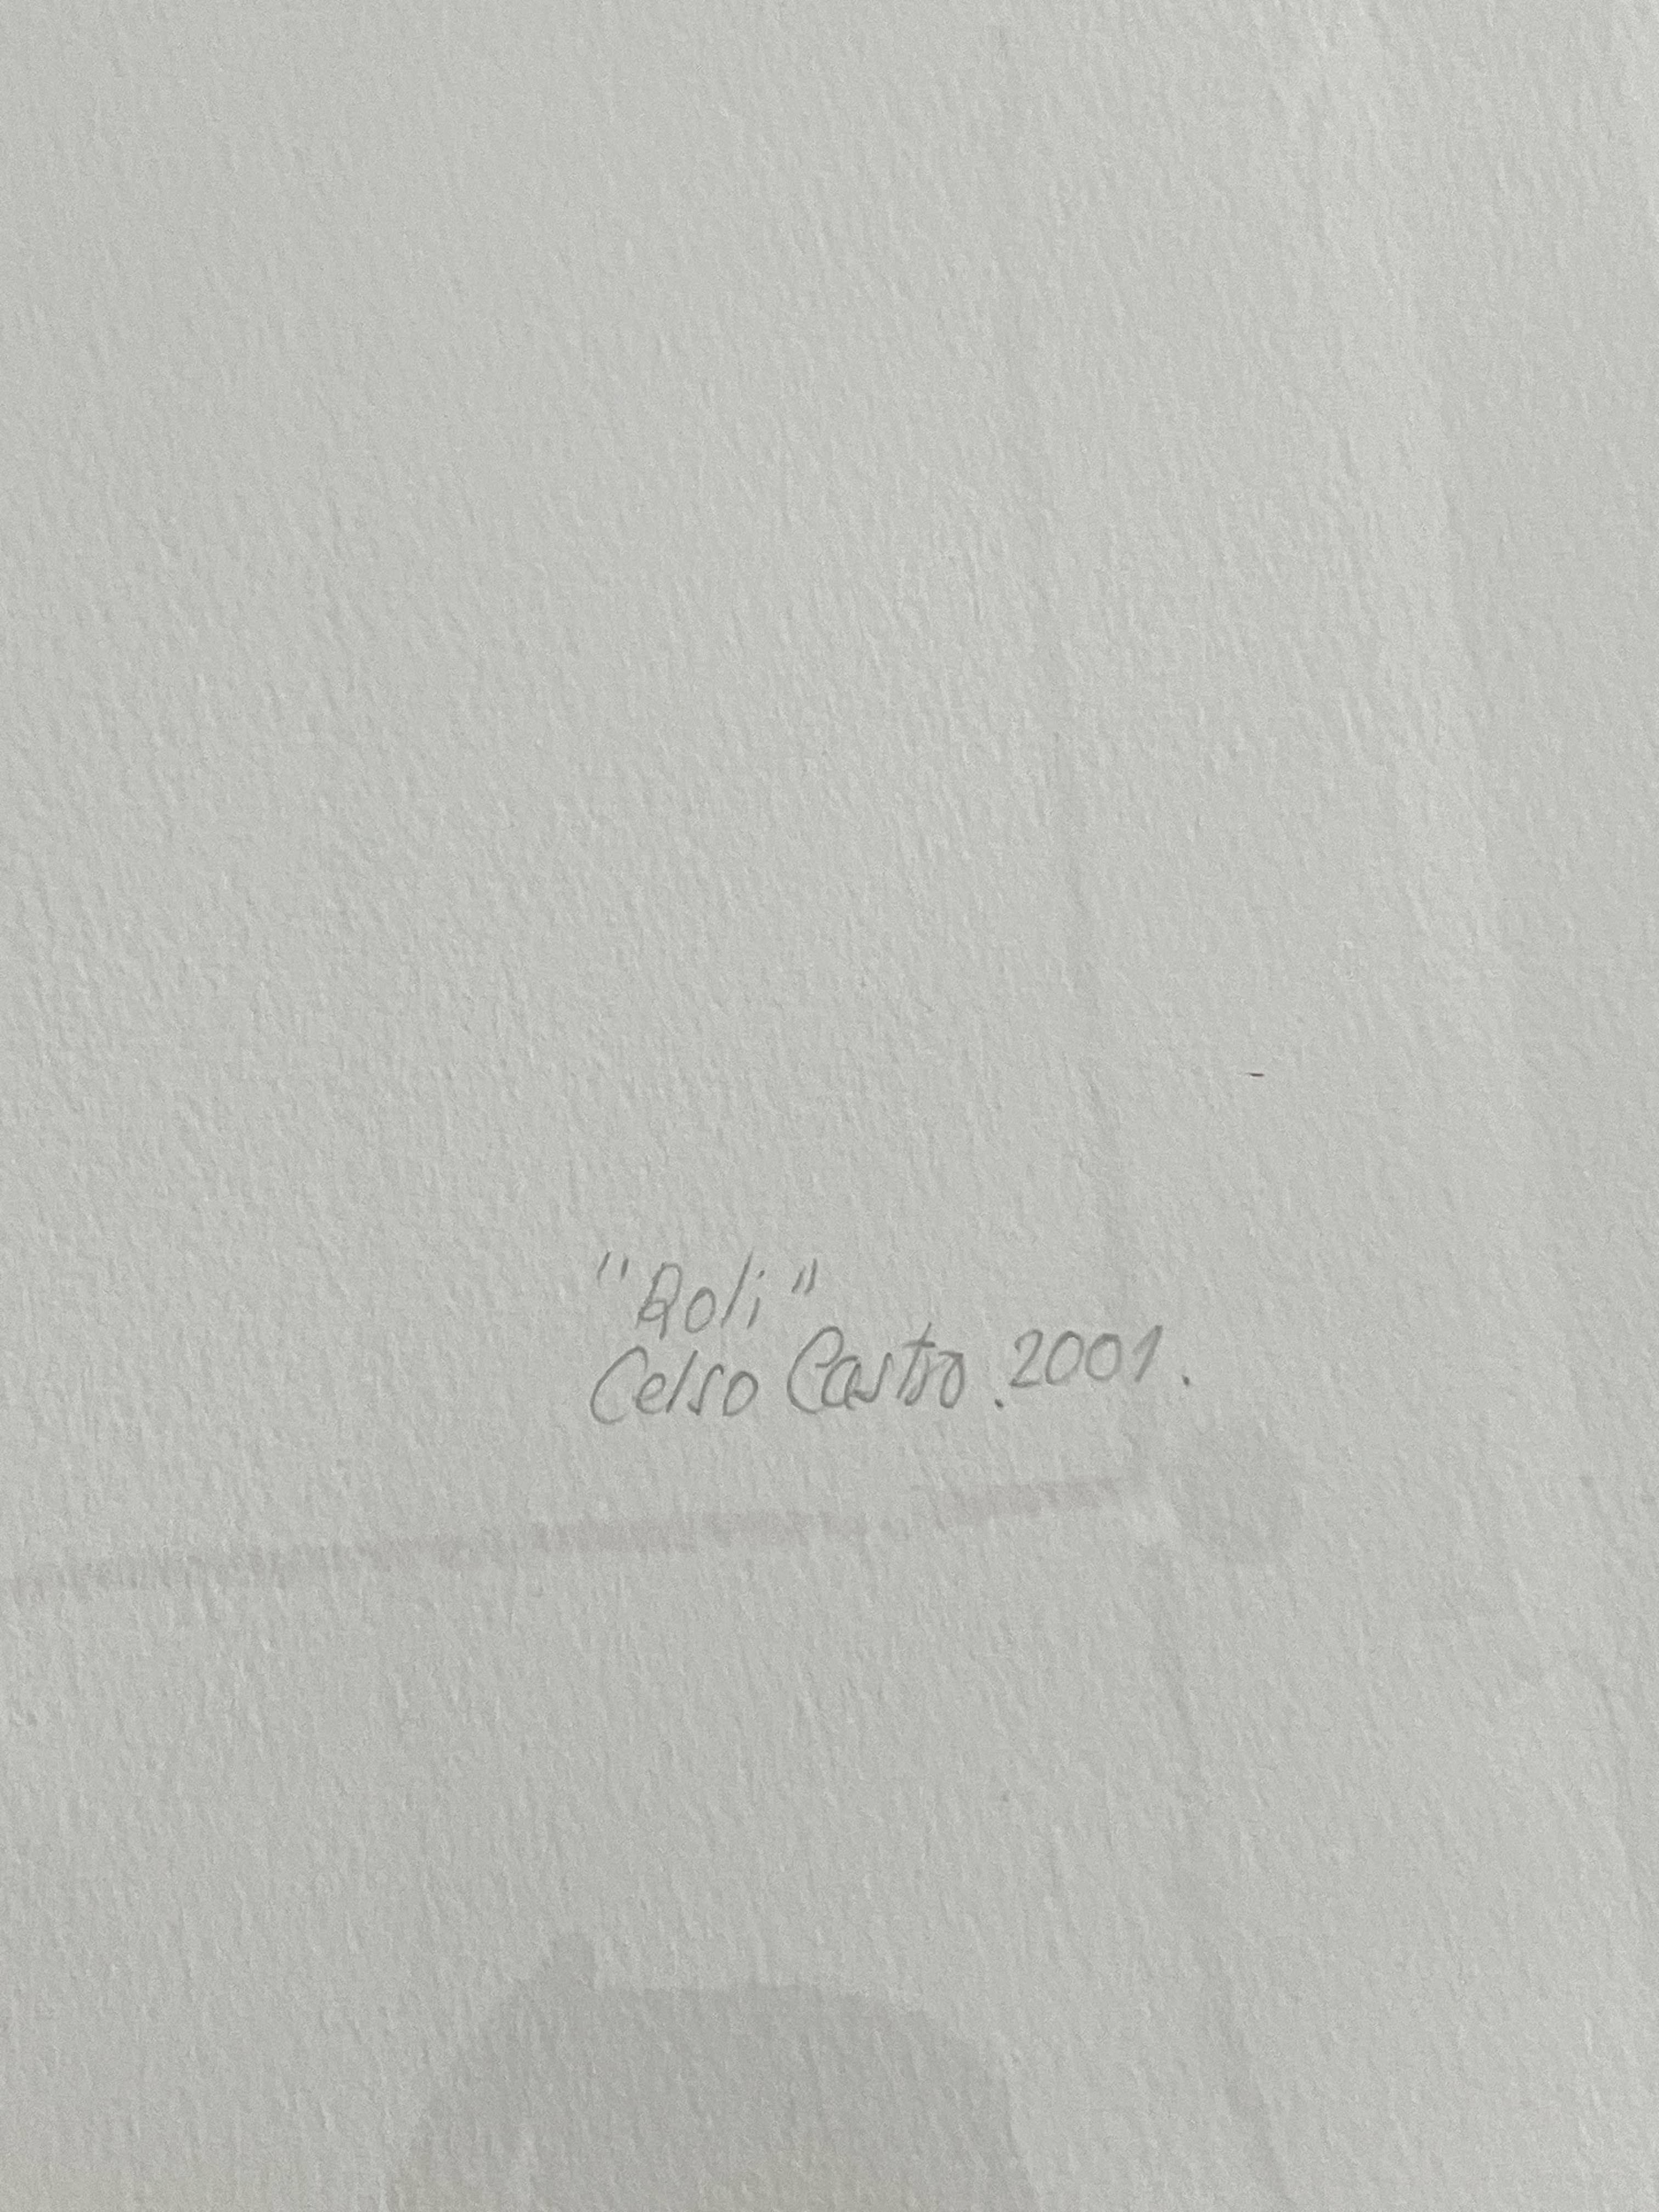 "Roli"
Celso Castro. 2001.